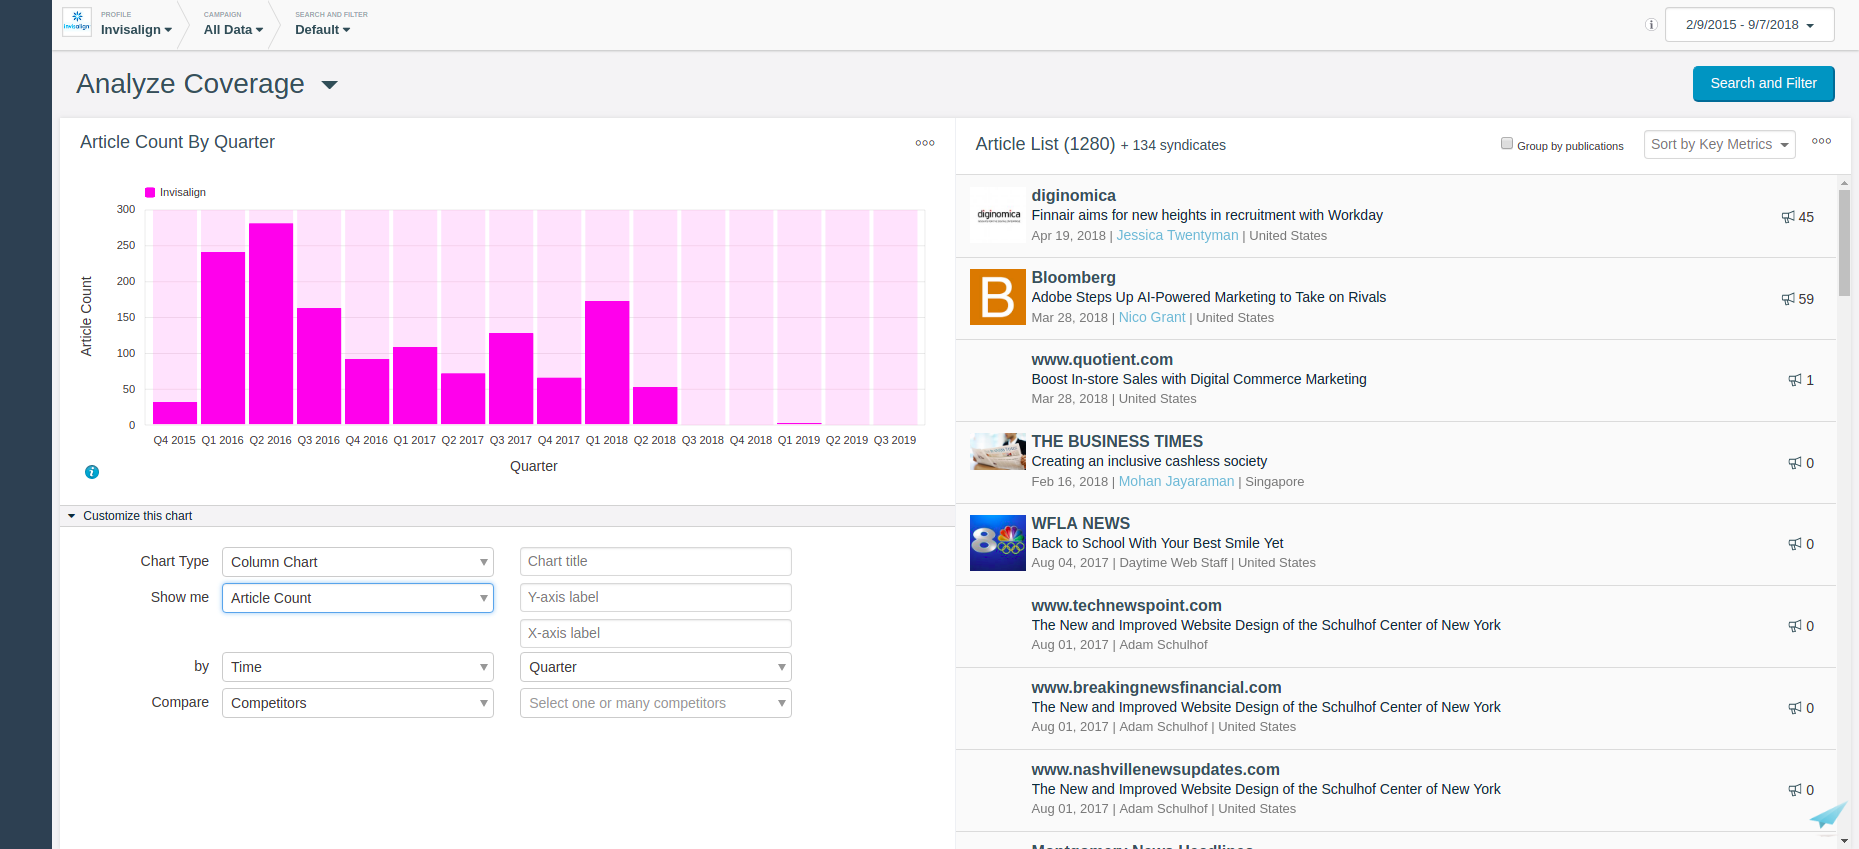 invisalign
PROFILE
Invisalign
CAMPAIGN
All Data
SEARCH AND FILTER
Default
i
2/9/2015 - 9/7/2018
Analyze Coverage
Search and Filter
Article Count By Quarter
Invisalign
Article Count
300
250
200
150
100
50
0
Q4 2015 Q1 2016 Q2 2016 Q3 2016 Q4 2016 Q1 2017 Q2 2017 Q3 2017 Q4 2017 Q1 2018 Q2 2018 Q3 2018 Q4 2018 Q1 2019 Q2 2019 Q3 2019
Quarter
i
Customize this chart
Chart Type Column Chart Chart title
Show me Article Count Y-axis label
X-axis label
by Time Quarter
Compare Competitors Select one or many competitors
Article List (1280) + 134 syndicates
Group by publications
Sort by Key Metrics
diginomica
diginomica
Finnair aims for new heights in recruitment with Workday
Apr 19, 2018 | Jessica Twentyman | United States
45
B
Bloomberg
Adobe Steps Up AI-Powered Marketing to Take on Rivals
Mar 28, 2018 | Nico Grant | United States
59
www.quotient.com
Boost In-store Sales with Digital Commerce Marketing
Mar 28, 2018 | United States
1
THE BUSINESS TIMES
Creating an inclusive cashless society
Feb 16, 2018 | Mohan Jayaraman | Singapore
0
8
WFLA NEWS
Back to School With Your Best Smile Yet
Aug 04, 2017 | Daytime Web Staff | United States
0
www.technewspoint.com
The New and Improved Website Design of the Schulhof Center of New York
Aug 01, 2017 | Adam Schulhof
0
www.breakingnewsfinancial.com
The New and Improved Website Design of the Schulhof Center of New York
Aug 01, 2017 | Adam Schulhof | United States
0
www.nashvillenewsupdates.com
The New and Improved Website Design of the Schulhof Center of New York
Aug 01, 2017 | Adam Schulhof | United States
0
Montgomery News Headlines